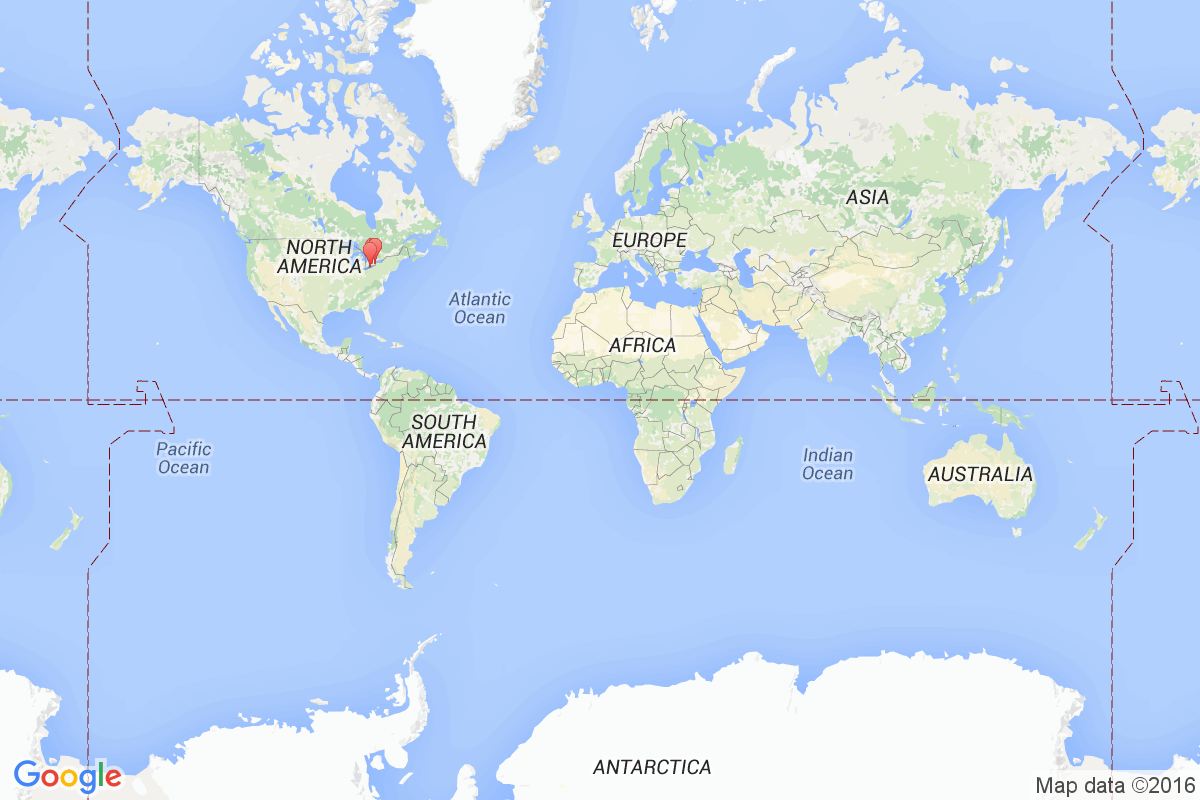 ASIA
NORTH
AMERICA
EUROPE
Atlantic
Ocean
AFRICA
SOUTH
AMERICA
Pacific
Ocean
Indian
Ocean
AUSTRALIA
ANTARCTICA
Google
Map data ©2016